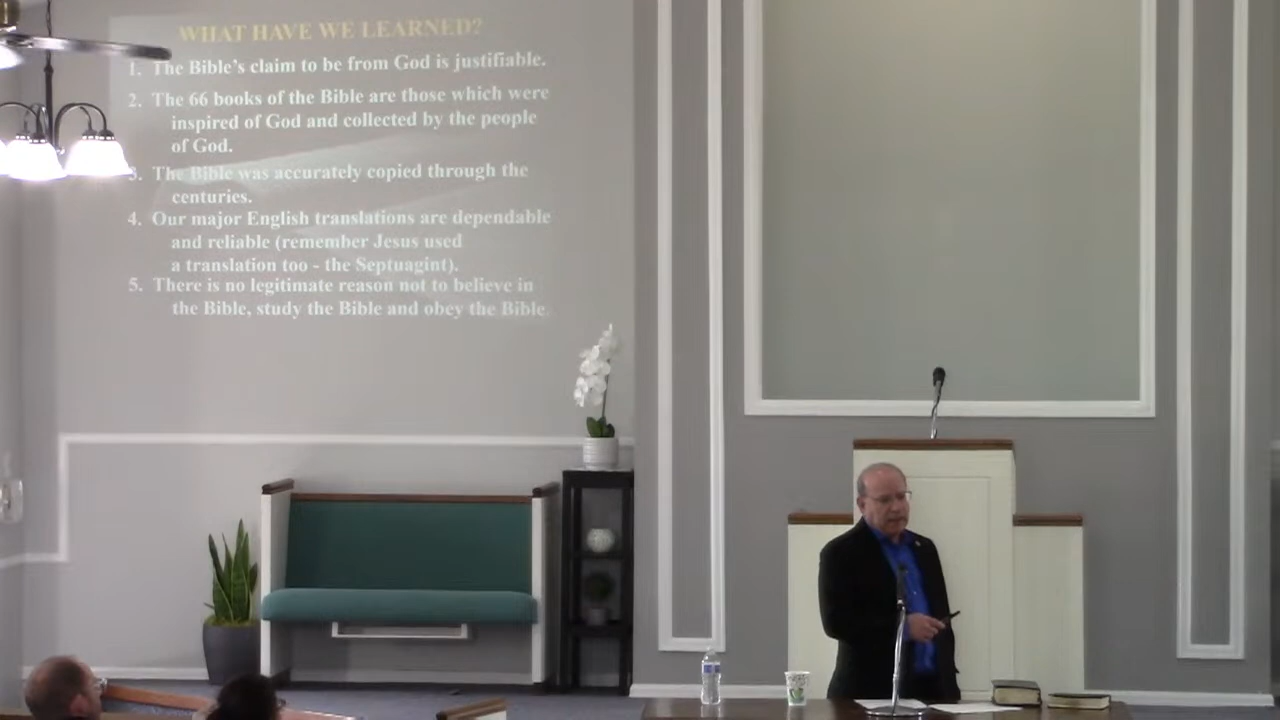 WHAT HAVE WE LEARNED?
1. The Bible's claim to be from God is justifiable.
2. The 66 books of the Bible are those which were
inspired of God and collected by the people
of God.
3. The Bible was accurately copied through the
centuries.
4. Our major English translations are dependable
and reliable (remember Jesus used
a translation too - the Septuagint).
5. There is no legitimate reason not to believe in
the Bible, study the Bible and obey the Bible.